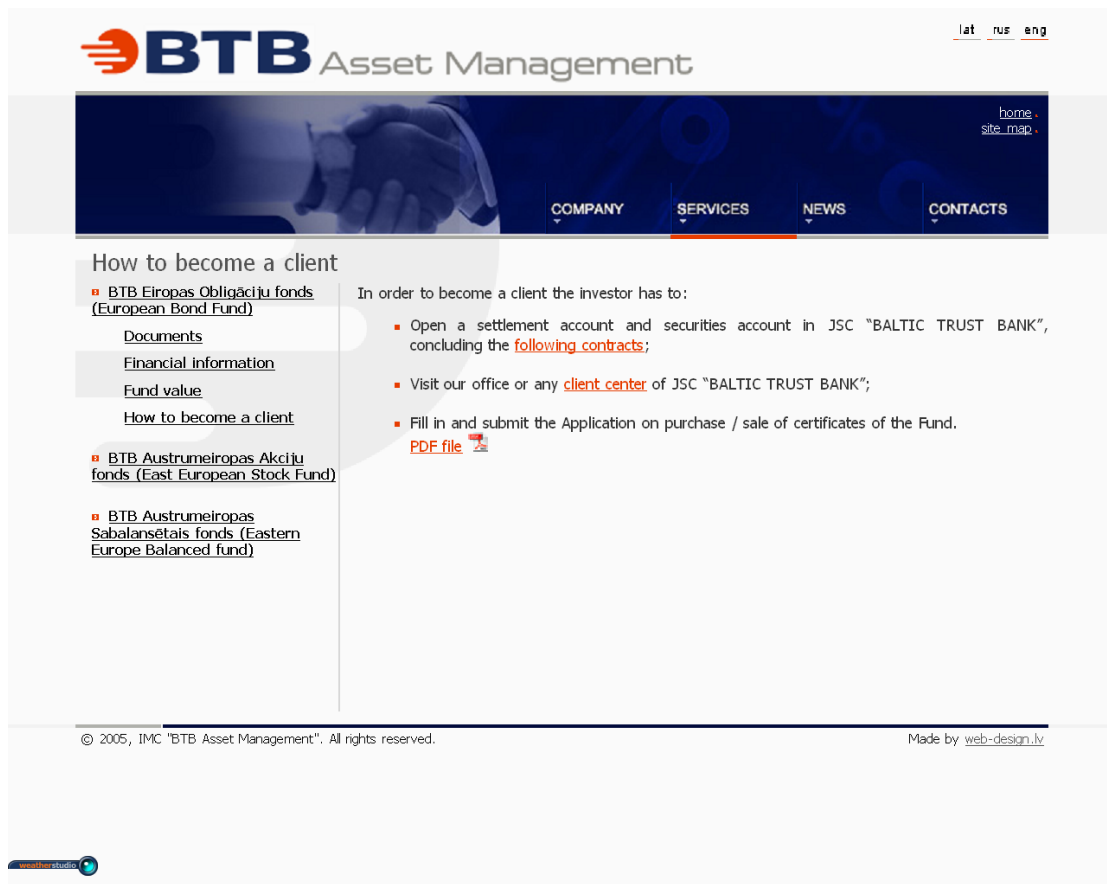 BTB Asset Management
lat rus eng
home
site map
COMPANY SERVICES NEWS CONTACTS
How to become a client
BTB Eiropas Obligāciju fonds
(European Bond Fund)
Documents
Financial information
Fund value
How to become a client
BTB Austrumeiropas Akciju
fonds (East European Stock Fund)
BTB Austrumeiropas
Sabalansētais fonds (Eastern
Europe Balanced fund)
In order to become a client the investor has to:
Open a settlement account and securities account in JSC “BALTIC TRUST BANK”,
concluding the following contracts;
Visit our office or any client center of JSC “BALTIC TRUST BANK”;
Fill in and submit the Application on purchase / sale of certificates of the Fund.
PDF file
© 2005, IMC "BTB Asset Management". All rights reserved.
Made by web-design.lv
weatherstudio